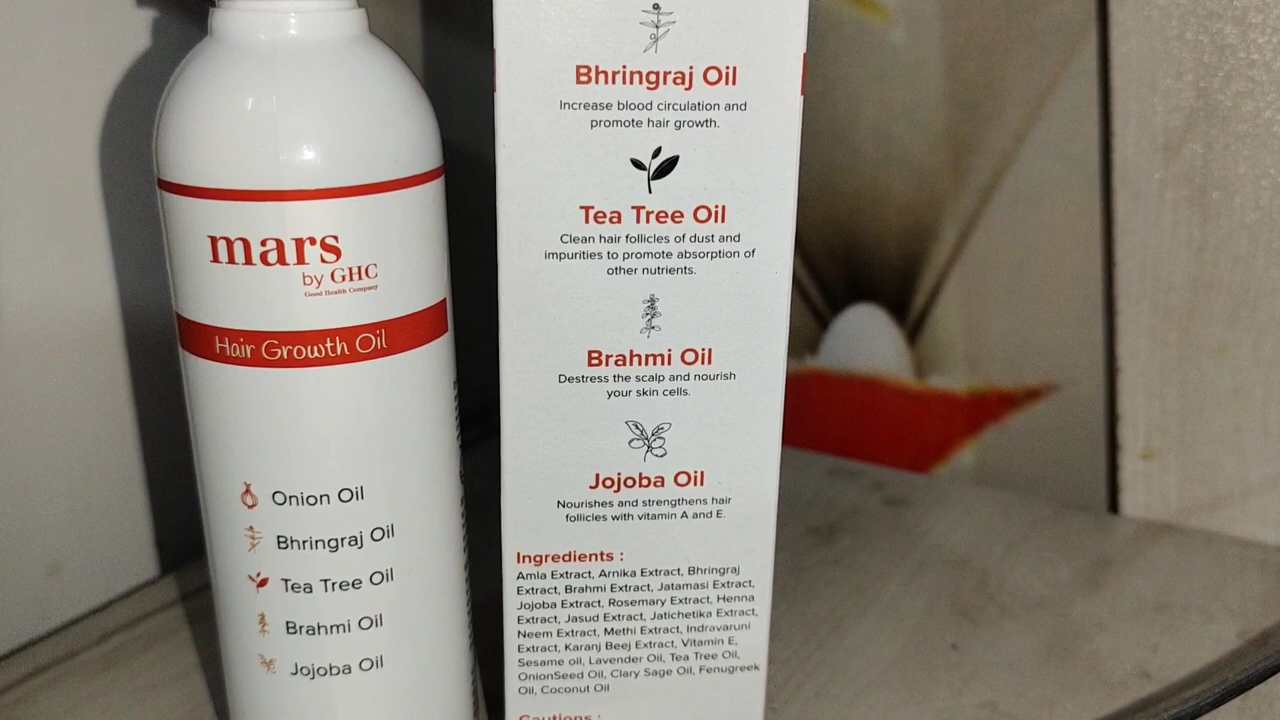 mars
by GHC
Good Health Company
Hair Growth Oil
Onion Oil
Bhringraj Oil
Tea Tree Oil
Brahmi Oil
Jojoba Oil
Bhringraj Oil
Increase blood circulation and
promote hair growth.
Tea Tree Oil
Clean hair follicles of dust and
impurities to promote absorption of
other nutrients.
Brahmi Oil
Destress the scalp and nourish
your skin cells.
Jojoba Oil
Nourishes and strengthens hair
follicles with vitamin A and E.
Ingredients :
Amla Extract, Arnika Extract, Bhringraj
Extract, Brahmi Extract, Jatamasi Extract,
Jojoba Extract, Rosemary Extract, Henna
Extract, Jasud Extract, Jatichetika Extract,
Neem Extract, Methi Extract, Indravaruni
Extract, Karanj Beej Extract, Vitamin E,
Sesame oil, Lavender Oil, Tea Tree Oil,
OnionSeed Oil, Clary Sage Oil, Fenugreek
Oil, Coconut Oil
Cautions :